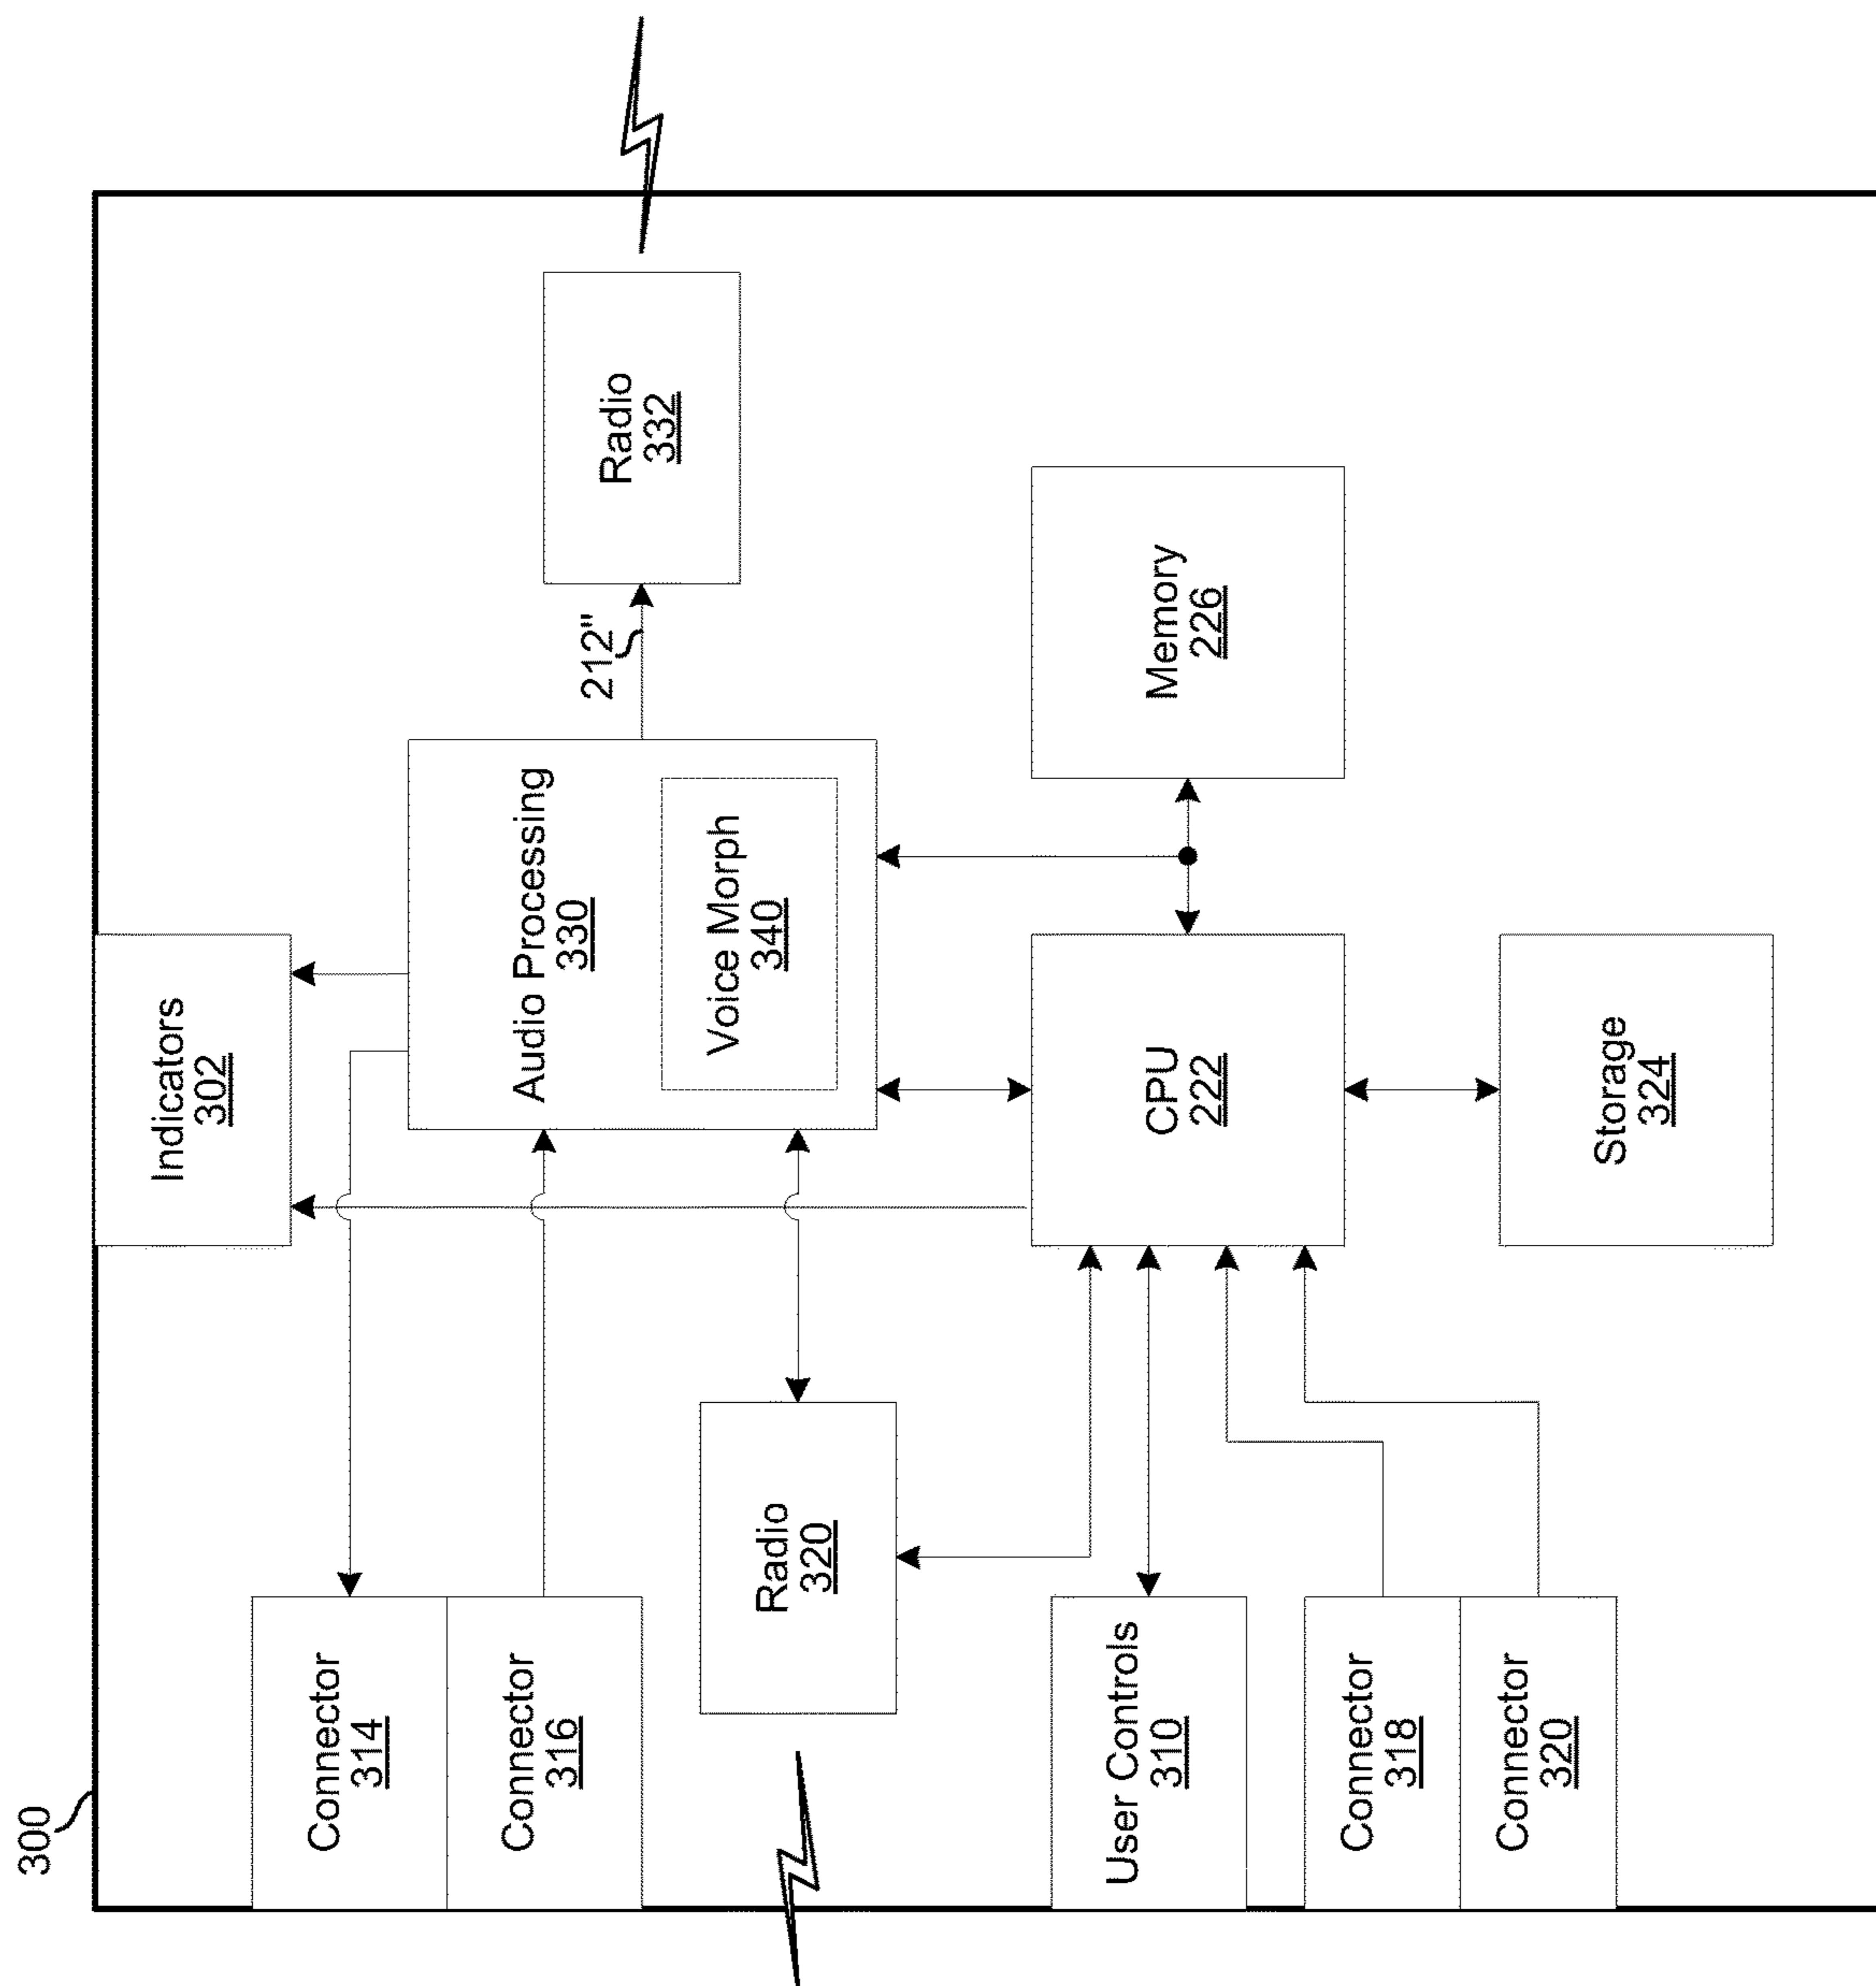 300
Indicators
302
Connector
314
Connector
316
Audio Processing
330
Voice Morph
340
212"
Radio
332
Radio
320
User Controls
310
Connector
318
Connector
320
CPU
222
Memory
226
Storage
324